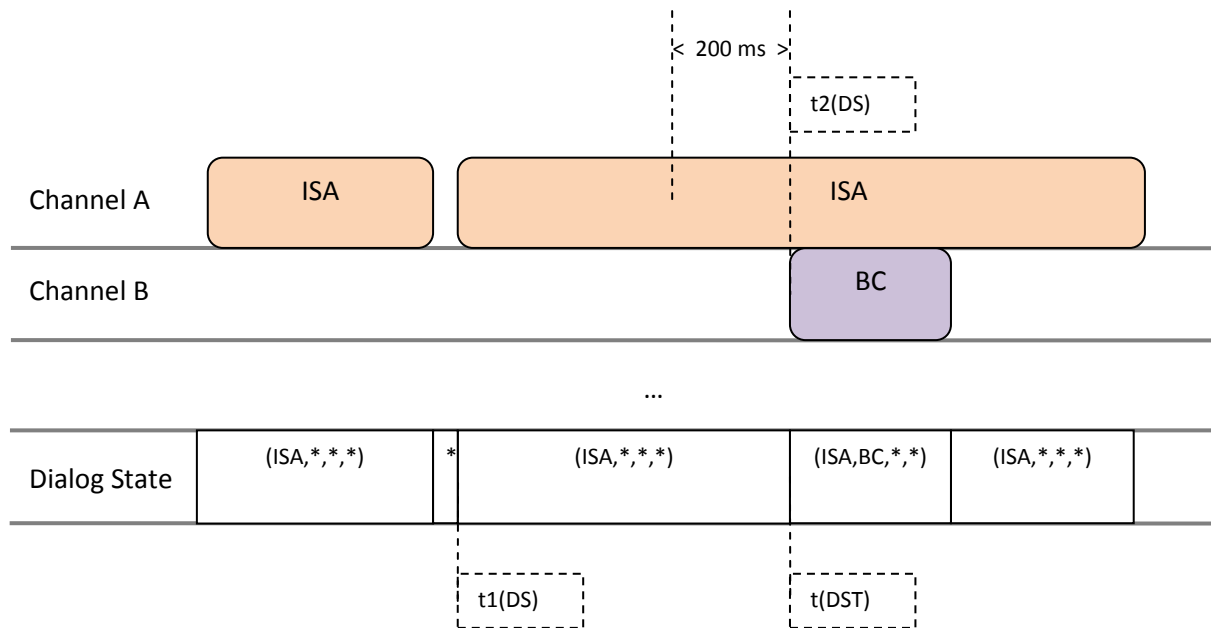 < 200 ms >
t2(DS)
Channel A
ISA
ISA
Channel B
BC
...
Dialog State
(ISA,*,*,*)
*
(ISA,*,*,*)
(ISA,BC,*,*)
(ISA,*,*,*)
t1(DS)
t(DST)